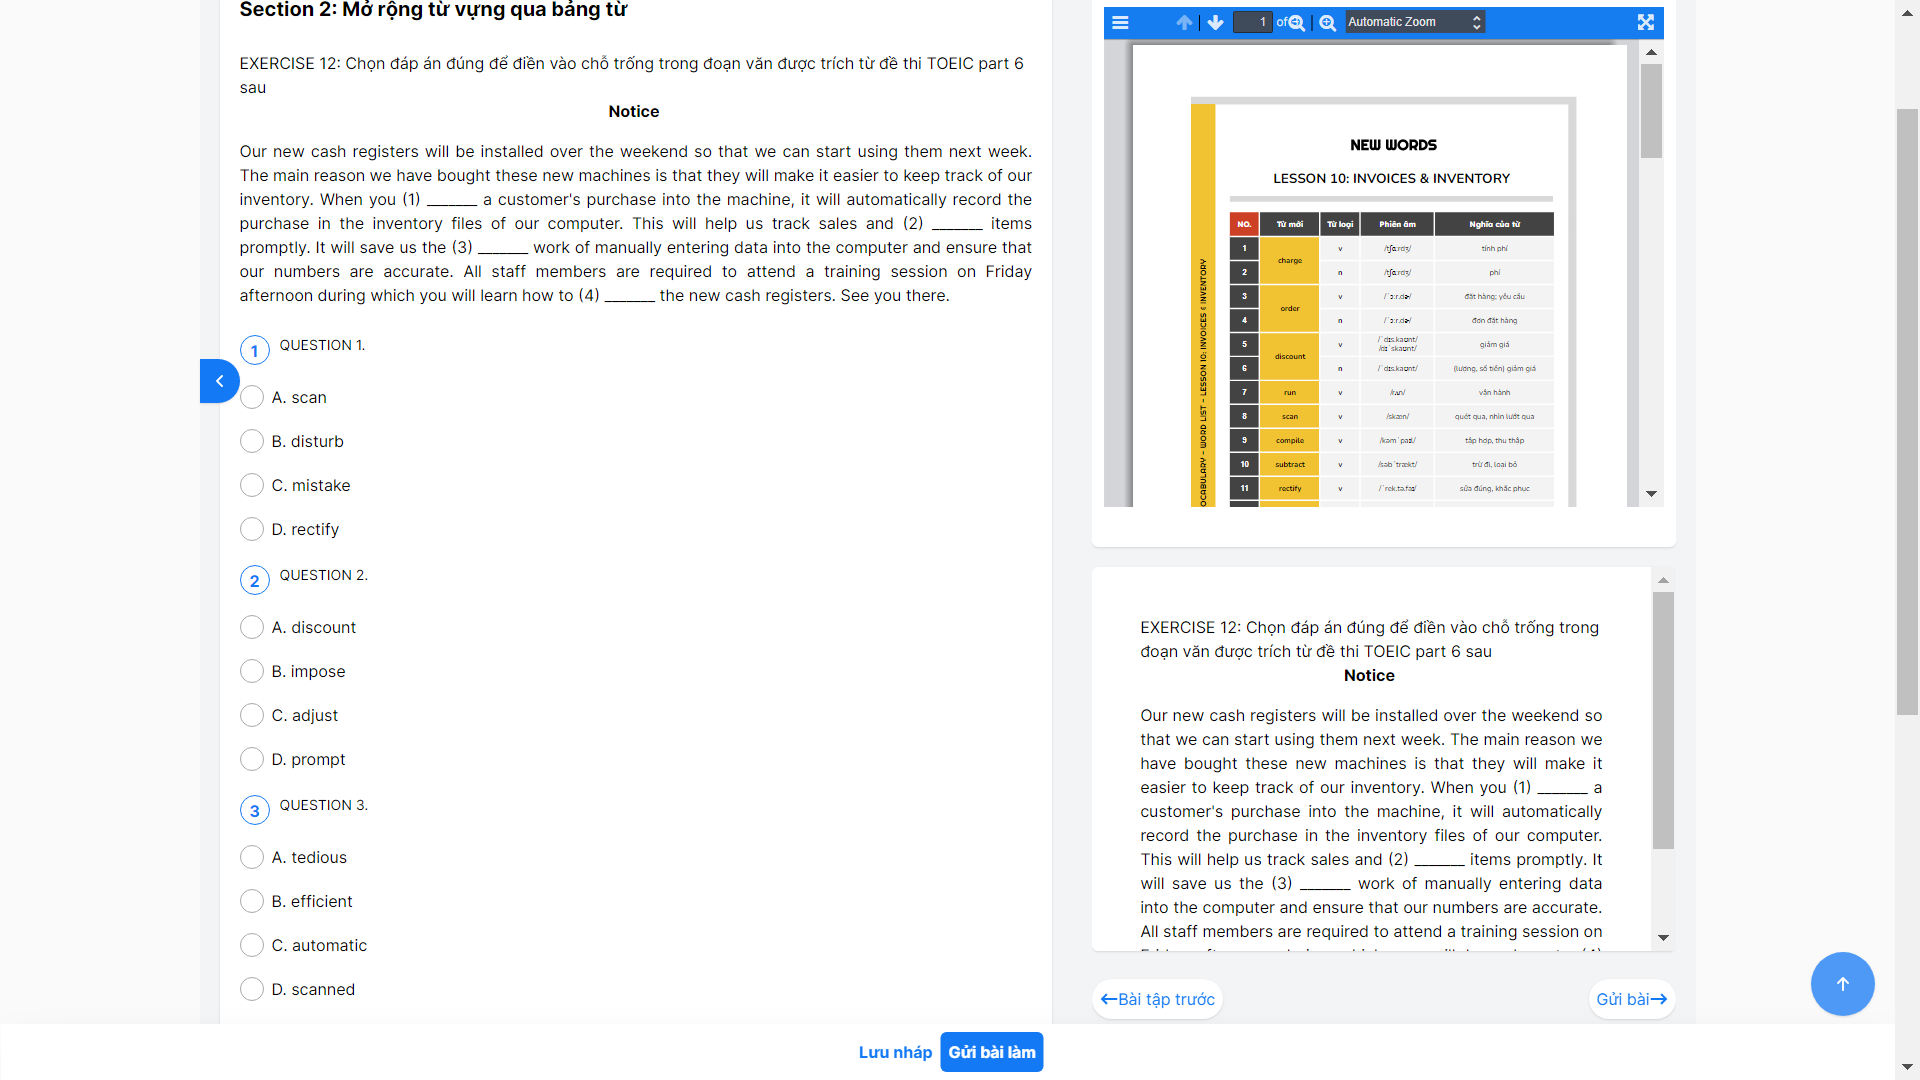 Section 2: Mở rộng từ vựng qua bảng từ
EXERCISE 12: Chọn đáp án đúng để điền vào chỗ trống trong đoạn văn được trích từ đề thi TOEIC part 6
sau
Notice
Our new cash registers will be installed over the weekend so that we can start using them next week.
The main reason we have bought these new machines is that they will make it easier to keep track of our
inventory. When you (1) _______ a customer's purchase into the machine, it will automatically record the
purchase in the inventory files of our computer. This will help us track sales and (2) _______ items
promptly. It will save us the (3) _______ work of manually entering data into the computer and ensure that
our numbers are accurate. All staff members are required to attend a training session on Friday
afternoon during which you will learn how to (4) _______ the new cash registers. See you there.
1 QUESTION 1.
A. scan
B. disturb
C. mistake
D. rectify
2 QUESTION 2.
A. discount
B. impose
C. adjust
D. prompt
3 QUESTION 3.
A. tedious
B. efficient
C. automatic
D. scanned
1 of Automatic Zoom
NEW WORDS
LESSON 10: INVOICES & INVENTORY
OCABULARY - WORD LIST - LESSON 10: INVOICES & INVENTORY
NO. Từ mới Từ loại Phiên âm Nghĩa của từ
1 charge v /tʃɑːrdʒ/ tính phí
2 n /tʃɑːrdʒ/ phí
3 order v /ˈɔːr.dɚ/ đặt hàng; yêu cầu
4 n /ˈɔːr.dɚ/ đơn đặt hàng
5 discount v /ˈdɪs.kaʊnt/ /dɪˈskaʊnt/ giảm giá
6 n /ˈdɪs.kaʊnt/ (lượng, số tiền) giảm giá
7 run v /rʌn/ vận hành
8 scan v /skæn/ quét qua, nhìn lướt qua
9 compile v /kəmˈpaɪl/ tập hợp, thu thập
10 subtract v /səbˈtrækt/ trừ đi, loại bỏ
11 rectify v /ˈrek.tə.faɪ/ sửa đúng, khắc phục
EXERCISE 12: Chọn đáp án đúng để điền vào chỗ trống trong
đoạn văn được trích từ đề thi TOEIC part 6 sau
Notice
Our new cash registers will be installed over the weekend so
that we can start using them next week. The main reason we
have bought these new machines is that they will make it
easier to keep track of our inventory. When you (1) _______ a
customer's purchase into the machine, it will automatically
record the purchase in the inventory files of our computer.
This will help us track sales and (2) _______ items promptly. It
will save us the (3) _______ work of manually entering data
into the computer and ensure that our numbers are accurate.
All staff members are required to attend a training session on
Bài tập trước
Gửi bài
Lưu nháp Gửi bài làm